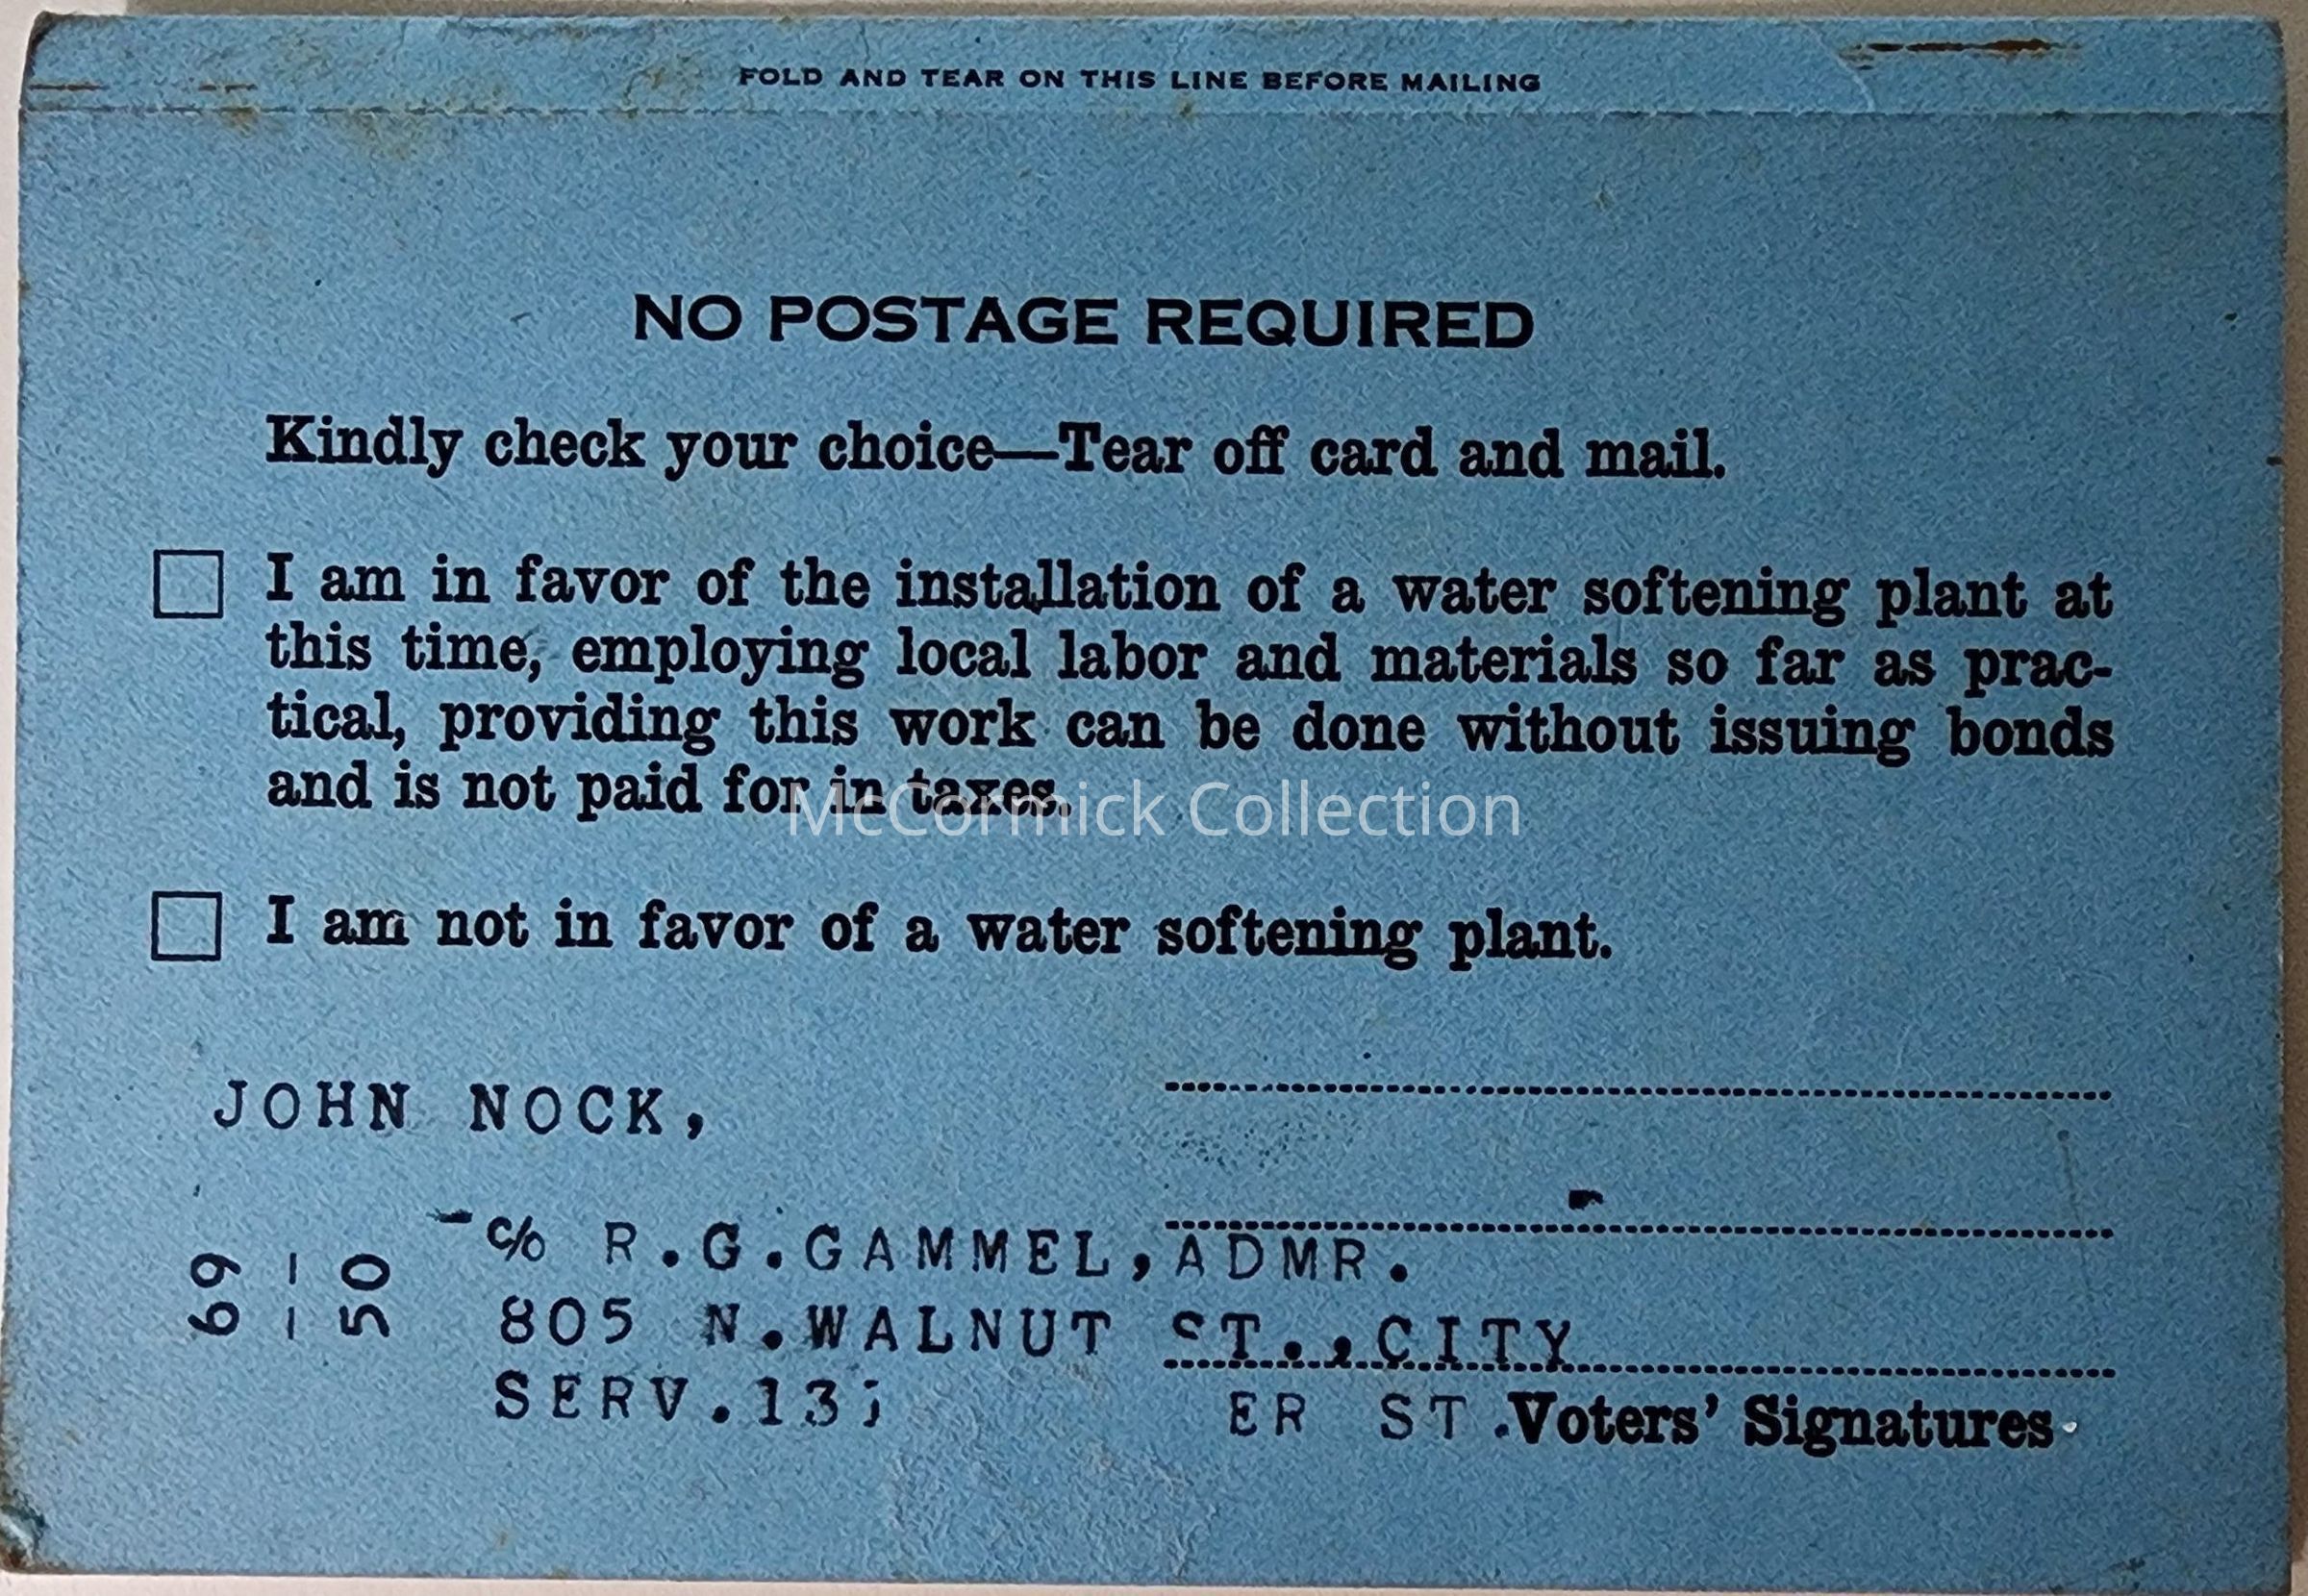 FOLD AND TEAR ON THIS LINE BEFORE MAILING
NO POSTAGE REQUIRED
Kindly check your choice—Tear off card and mail.
I am in favor of the installation of a water softening plant at
this time, employing local labor and materials so far as prac-
tical, providing this work can be done without issuing bonds
and is not paid for in taxes.
McCormick Collection
I am not in favor of a water softening plant.
JOHN NOCK,
c/o R.G.GAMMEL,ADMR.
805 N.WALNUT ST.,CITY
SERV. ER ST.
Voters' Signatures
69
— —
50